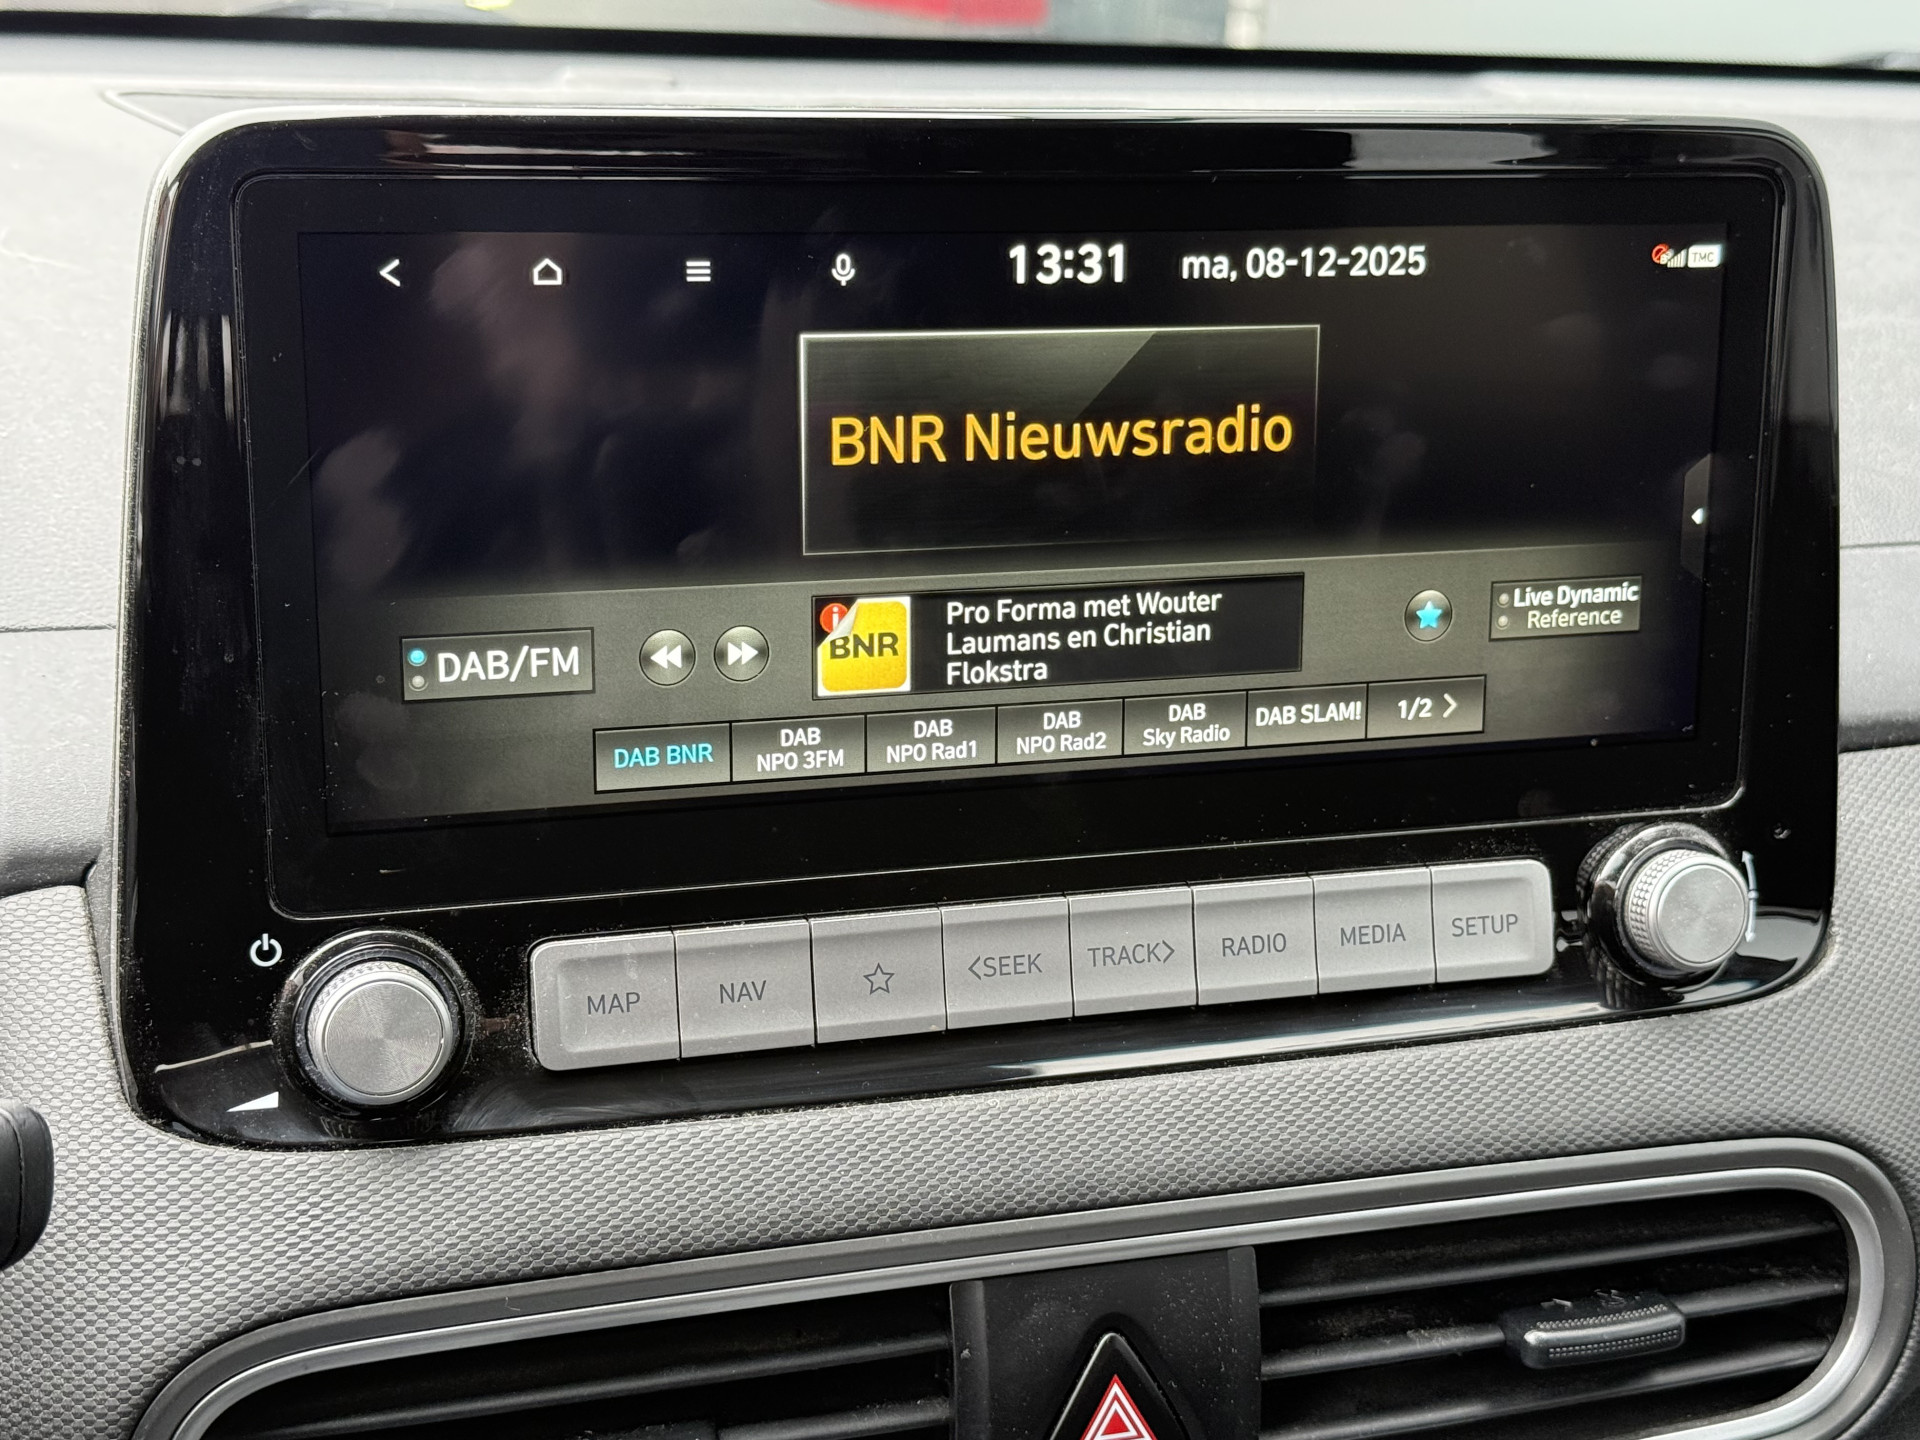 13:31 ma, 08-12-2025 TMC
BNR Nieuwsradio
DAB/FM
i
BNR
Pro Forma met Wouter
Laumans en Christian
Flokstra
Live Dynamic
Reference
DAB BNR
DAB
NPO 3FM
DAB
NPO Rad1
DAB
NPO Rad2
DAB
Sky Radio
DAB SLAM!
1/2 >
MAP
NAV
<SEEK
TRACK>
RADIO
MEDIA
SETUP